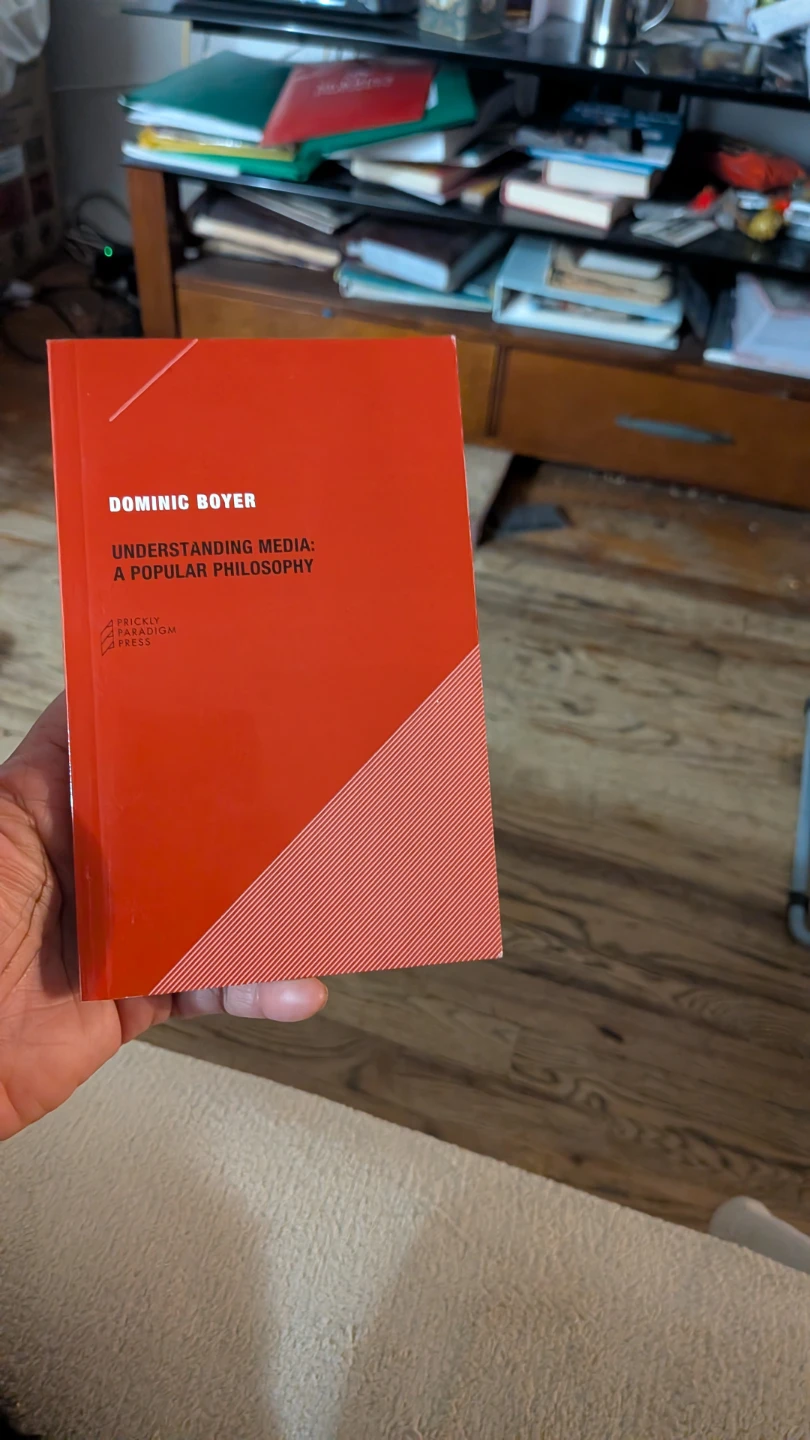 DOMINIC BOYER
UNDERSTANDING MEDIA:
A POPULAR PHILOSOPHY
PRICKLY
PARADIGM
PRESS